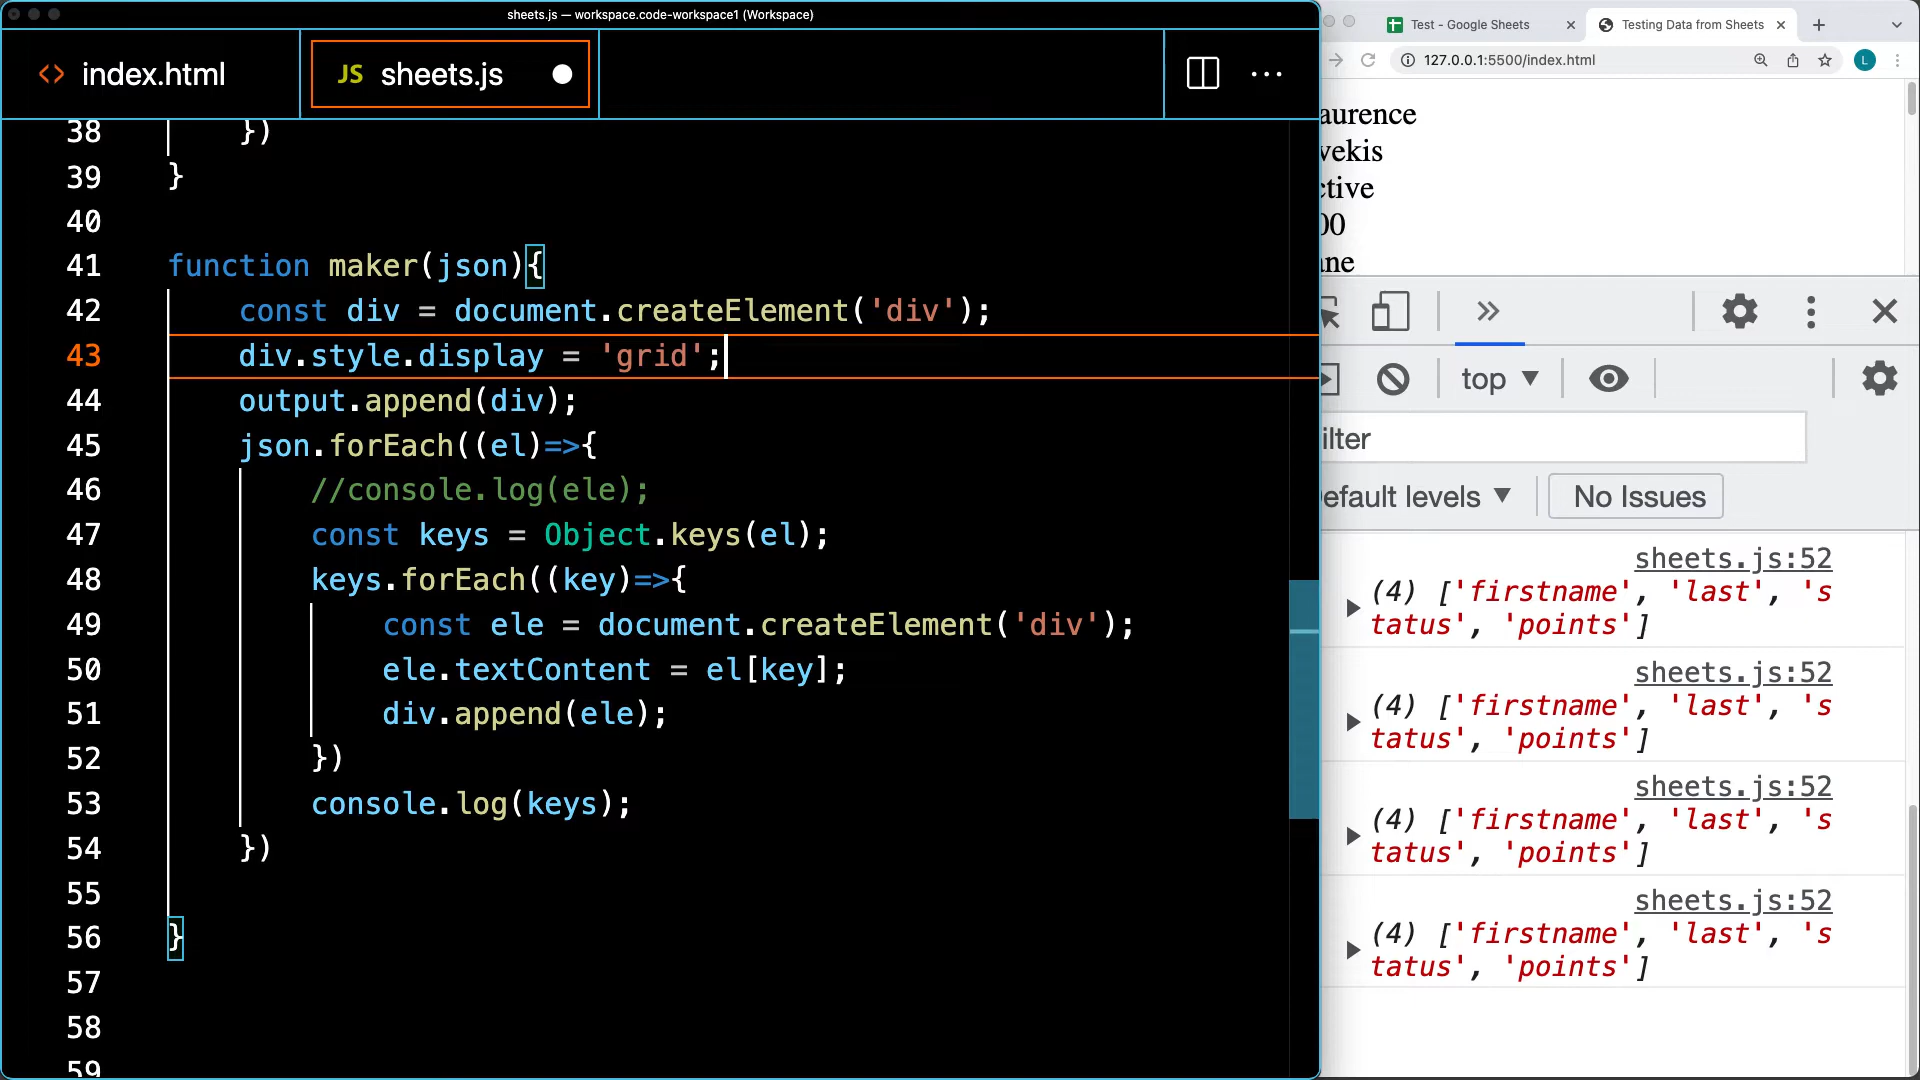 sheets.js — workspace.code-workspace1 (Workspace)
<> index.html
JS sheets.js
38 })
39 }
40
41 function maker(json){
42 const div = document.createElement('div');
43 div.style.display = 'grid';
44 output.append(div);
45 json.forEach((el)=>{
46 //console.log(ele);
47 const keys = Object.keys(el);
48 keys.forEach((key)=>{
49 const ele = document.createElement('div');
50 ele.textContent = el[key];
51 div.append(ele);
52 })
53 console.log(keys);
54 })
55
56 }
57
58
59
Test - Google Sheets
Testing Data from Sheets
127.0.0.1:5500/index.html
L
aurence
vekis
ctive
00
ane
top
ilter
efault levels
No Issues
sheets.js:52
(4) ['firstname', 'last', 's
tatus', 'points']
sheets.js:52
(4) ['firstname', 'last', 's
tatus', 'points']
sheets.js:52
(4) ['firstname', 'last', 's
tatus', 'points']
sheets.js:52
(4) ['firstname', 'last', 's
tatus', 'points']